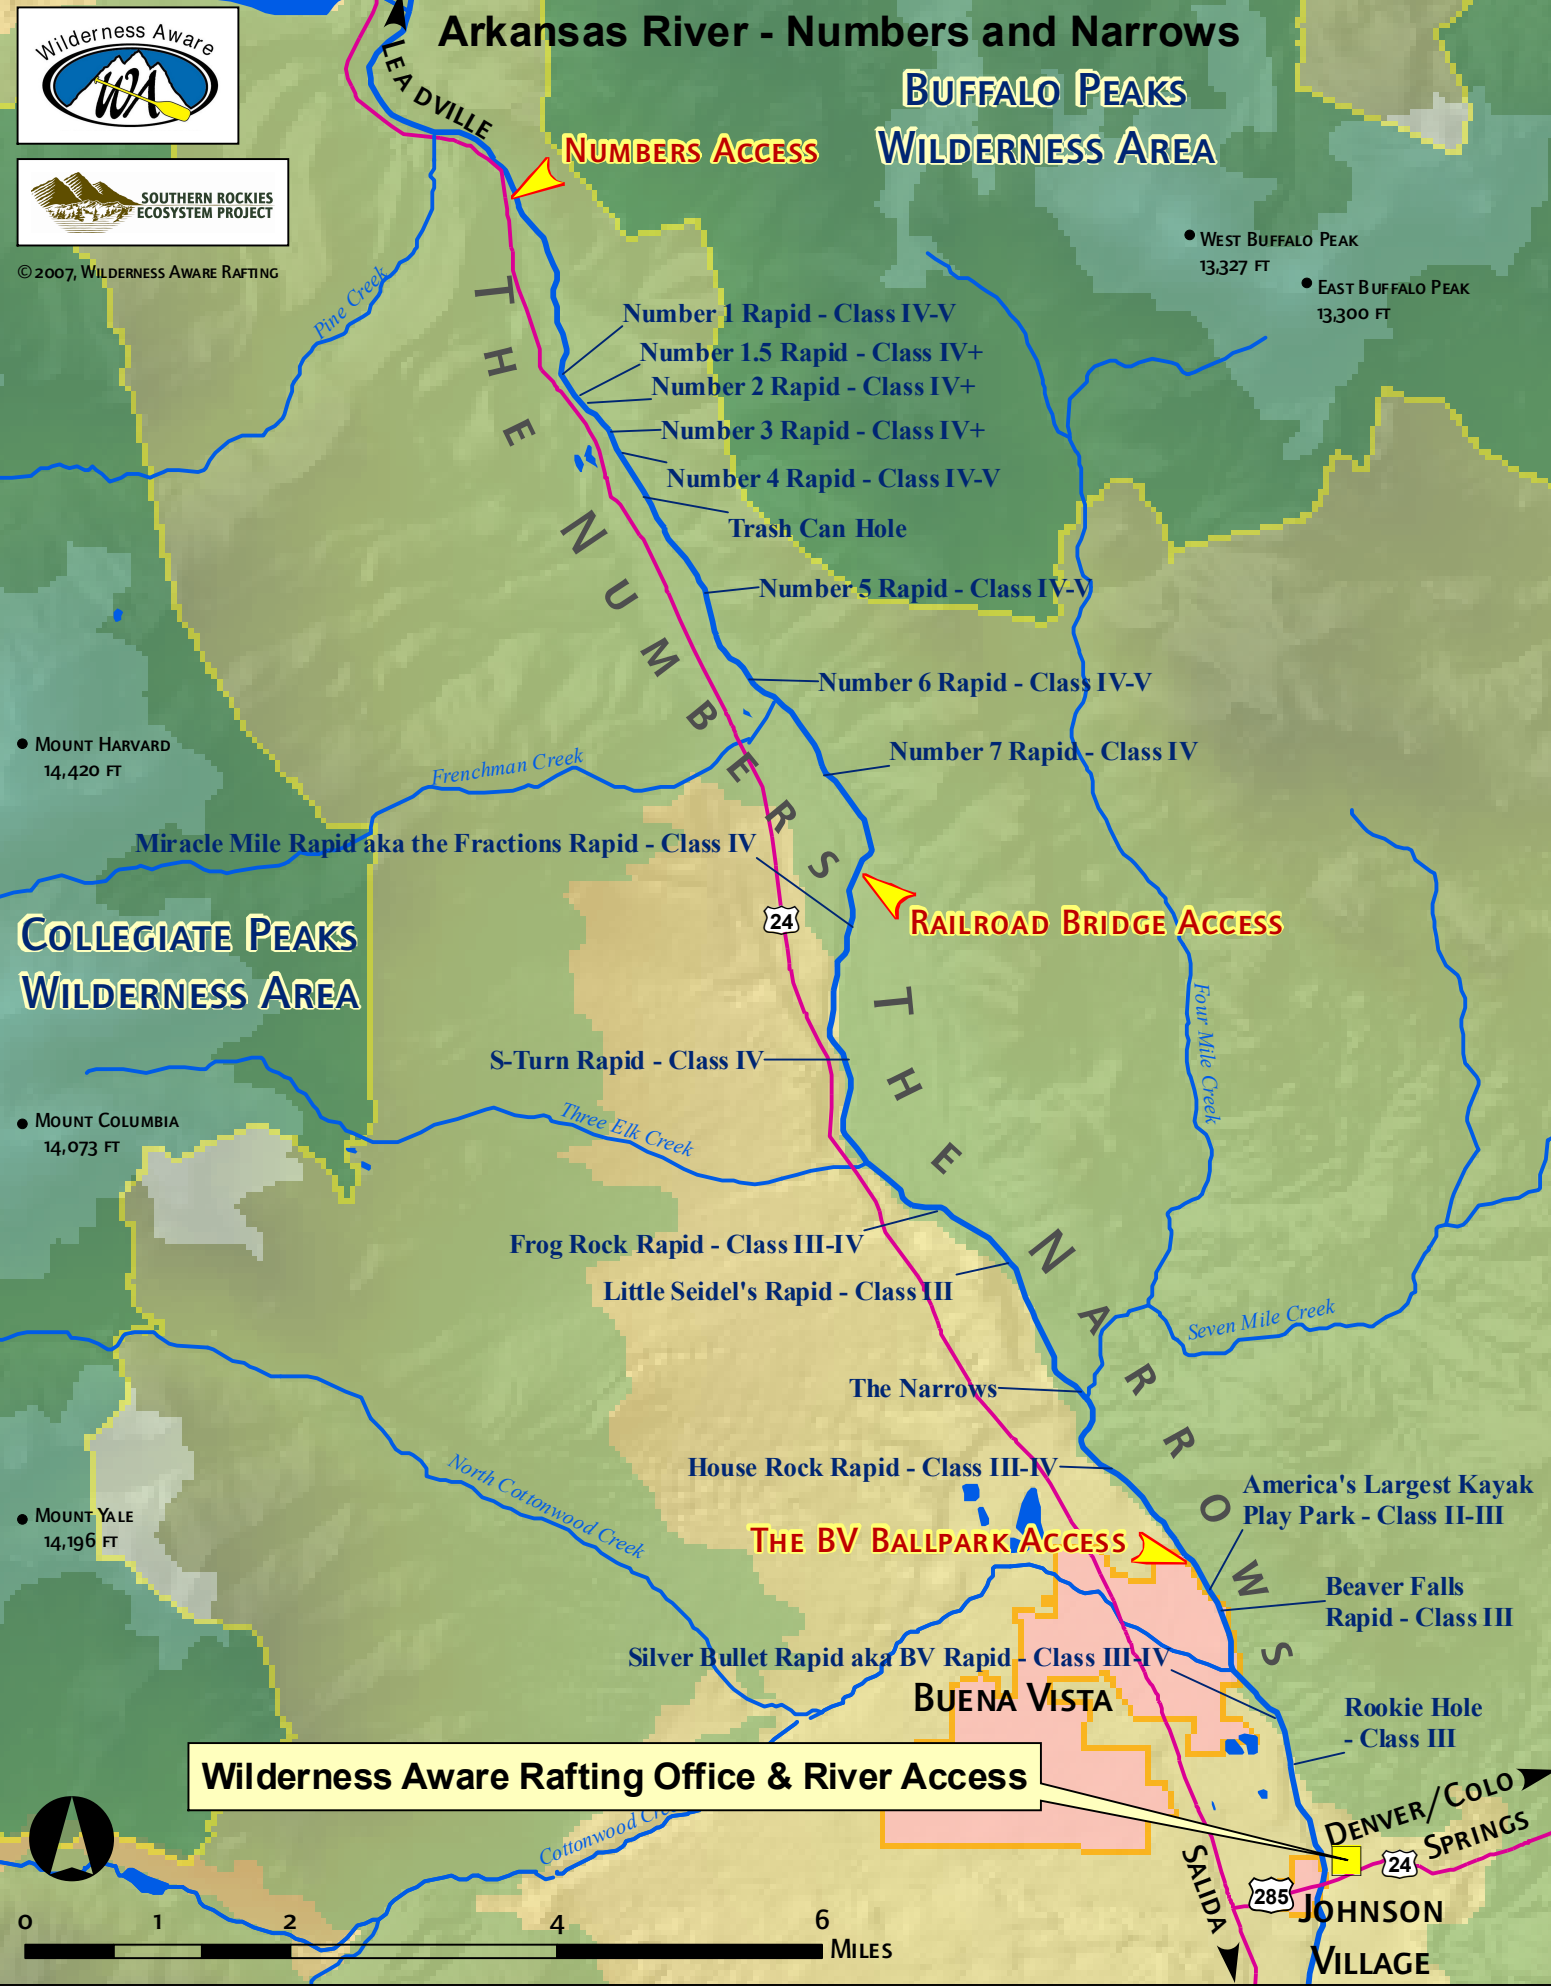 Arkansas River - Numbers and Narrows
Wilderness Aware
WA
SOUTHERN ROCKIES
ECOSYSTEM PROJECT
©2007, WILDERNESS AWARE RAFTING
LEADVILLE
BUFFALO PEAKS
WILDERNESS AREA
NUMBERS ACCESS
WEST BUFFALO PEAK
13,327 FT
EAST BUFFALO PEAK
13,300 FT
Pine Creek
THE NUMBERS
Number 1 Rapid - Class IV-V
Number 1.5 Rapid - Class IV+
Number 2 Rapid - Class IV+
Number 3 Rapid - Class IV+
Number 4 Rapid - Class IV-V
Trash Can Hole
Number 5 Rapid - Class IV-V
Number 6 Rapid - Class IV-V
Number 7 Rapid - Class IV
MOUNT HARVARD
14,420 FT
Frenchman Creek
Miracle Mile Rapid aka the Fractions Rapid - Class IV
24
RAILROAD BRIDGE ACCESS
COLLEGIATE PEAKS
WILDERNESS AREA
THE NARROWS
Four Mile Creek
S-Turn Rapid - Class IV
MOUNT COLUMBIA
14,073 FT
Three Elk Creek
Frog Rock Rapid - Class III-IV
Little Seidel's Rapid - Class III
Seven Mile Creek
The Narrows
House Rock Rapid - Class III-IV
North Cottonwood Creek
America's Largest Kayak
Play Park - Class II-III
MOUNT YALE
14,196 FT
THE BV BALLPARK ACCESS
Beaver Falls
Rapid - Class III
Silver Bullet Rapid aka BV Rapid - Class III-IV
BUENA VISTA
Rookie Hole
- Class III
Wilderness Aware Rafting Office & River Access
Cottonwood Cre
DENVER/COLO
SPRINGS
24
SALIDA
285
JOHNSON
VILLAGE
0 1 2 4 6
MILES